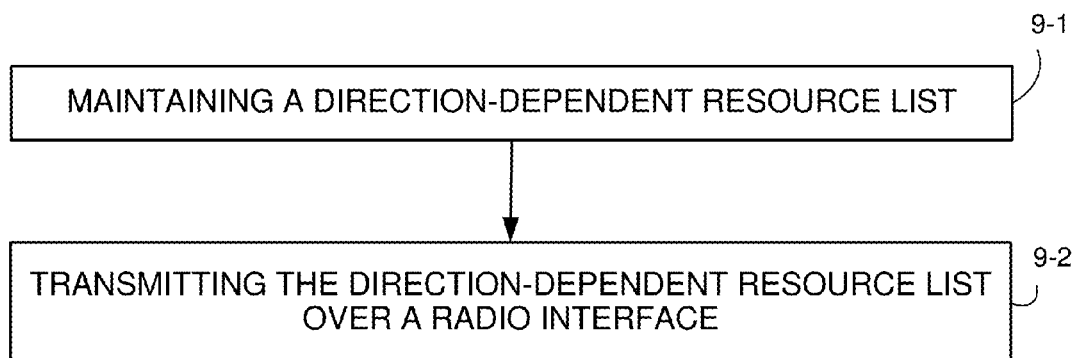 9-1
MAINTAINING A DIRECTION-DEPENDENT RESOURCE LIST
9-2
TRANSMITTING THE DIRECTION-DEPENDENT RESOURCE LIST
OVER A RADIO INTERFACE